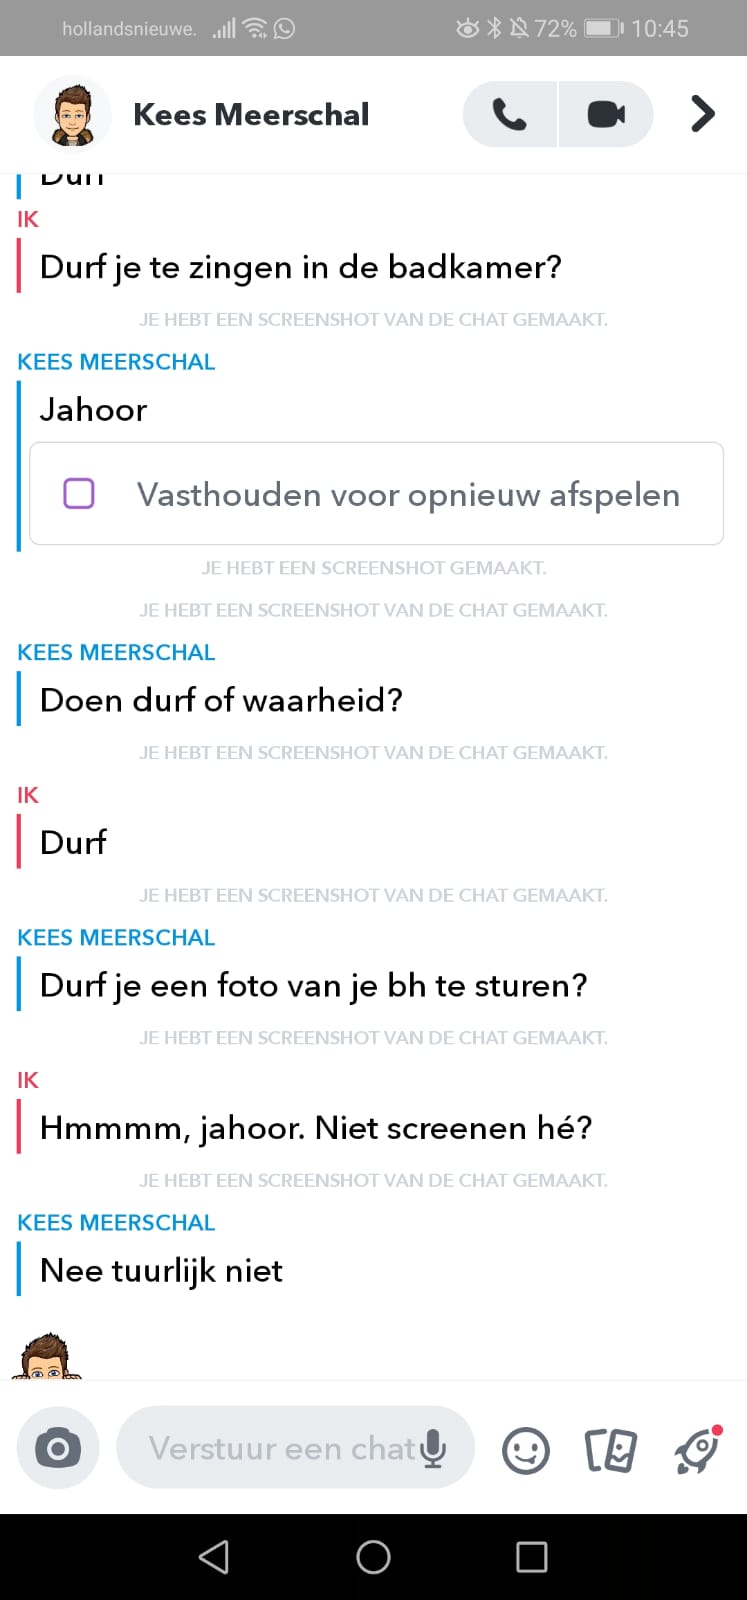 hollandsnieuwe.
72%
10:45
Kees Meerschal
Durf
IK
Durf je te zingen in de badkamer?
JE HEBT EEN SCREENSHOT VAN DE CHAT GEMAAKT.
KEES MEERSCHAL
Jahoor
Vasthouden voor opnieuw afspelen
JE HEBT EEN SCREENSHOT GEMAAKT.
JE HEBT EEN SCREENSHOT VAN DE CHAT GEMAAKT.
KEES MEERSCHAL
Doen durf of waarheid?
JE HEBT EEN SCREENSHOT VAN DE CHAT GEMAAKT.
IK
Durf
JE HEBT EEN SCREENSHOT VAN DE CHAT GEMAAKT.
KEES MEERSCHAL
Durf je een foto van je bh te sturen?
JE HEBT EEN SCREENSHOT VAN DE CHAT GEMAAKT.
IK
Hmmmm, jahoor. Niet screenen hé?
JE HEBT EEN SCREENSHOT VAN DE CHAT GEMAAKT.
KEES MEERSCHAL
Nee tuurlijk niet
Verstuur een chat